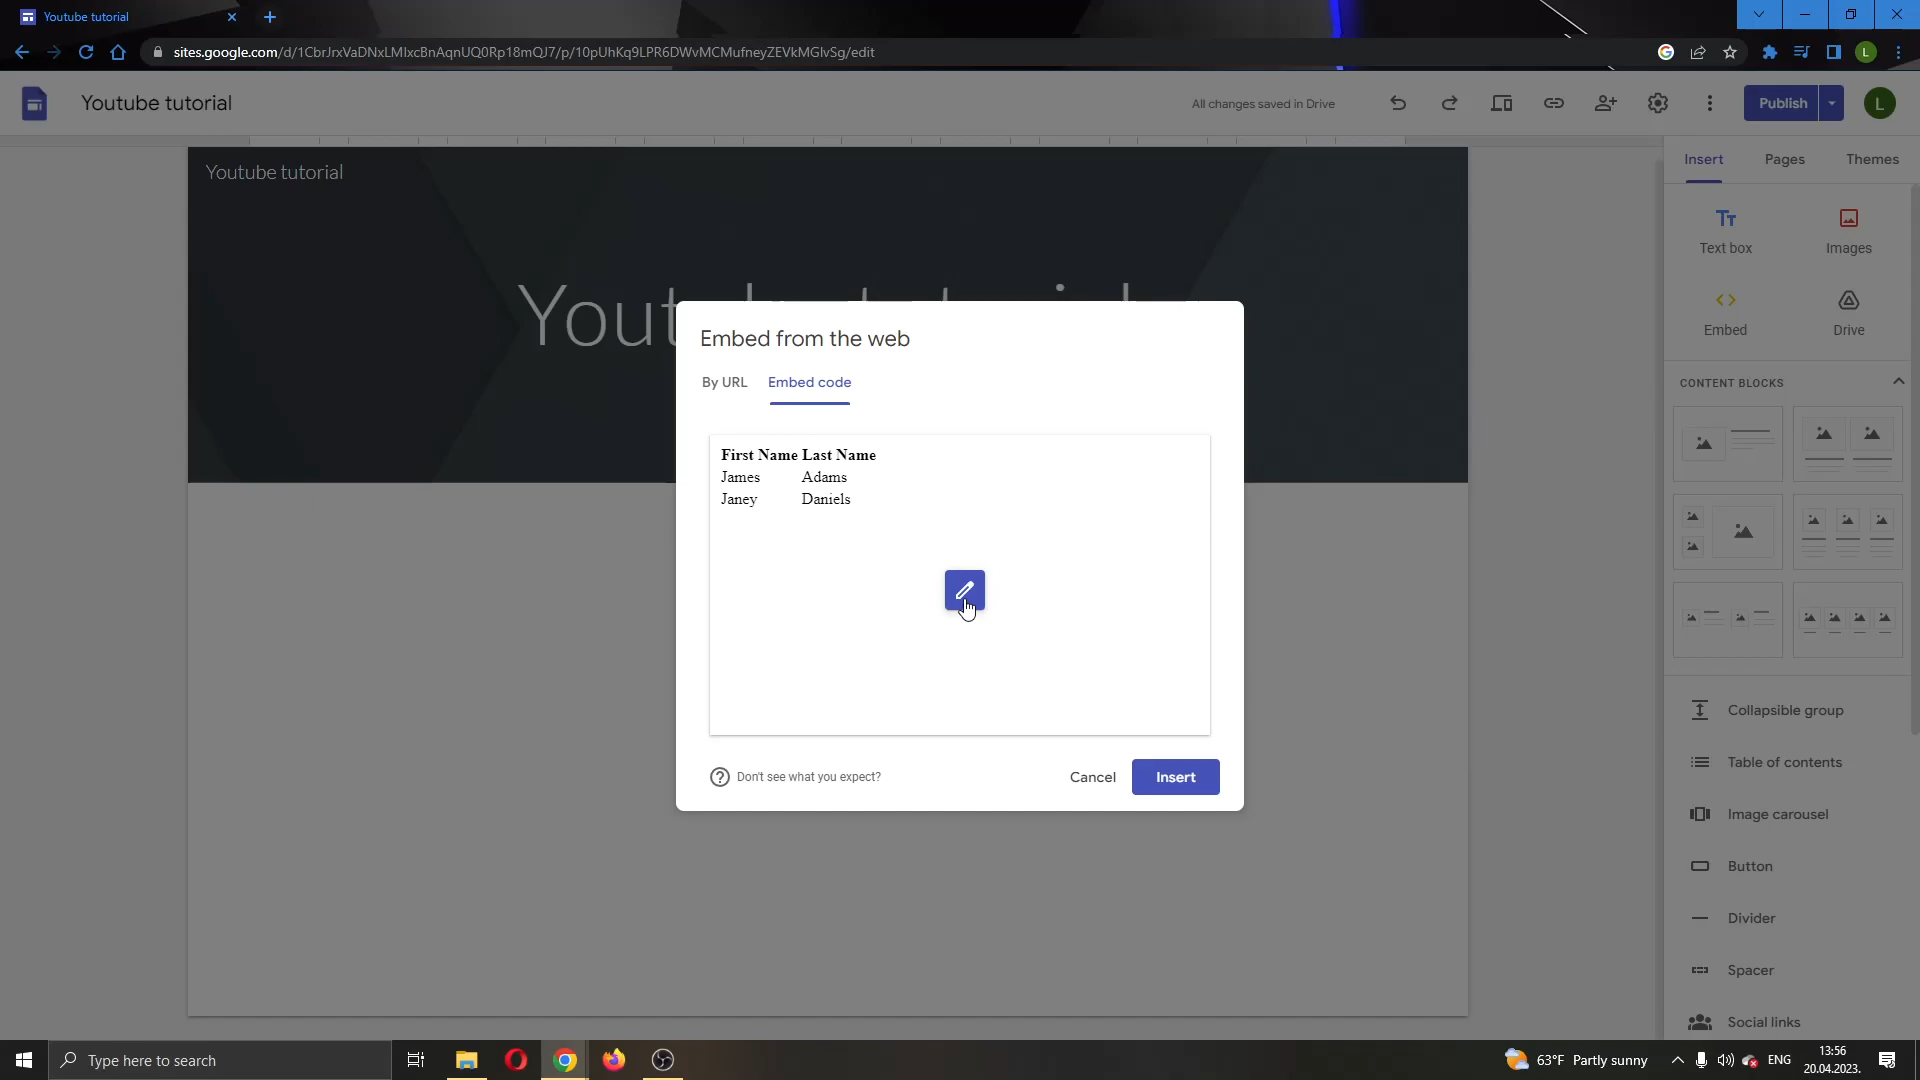 Youtube tutorial
sites.google.com/d/1CbrJrxVaDNxLMIxcBnAqnUQ0Rp18mQJ7/p/10pUhKq9LPR6DWvMCMufneyZEVkMGlvSg/edit
L
Youtube tutorial
All changes saved in Drive
Publish
L
Youtube tutorial
Insert Pages Themes
Tт
Text box Images
Embed Drive
Embed from the web
By URL Embed code
First Name Last Name
James Adams
Janey Daniels
Don't see what you expect?
Cancel Insert
CONTENT BLOCKS
Collapsible group
Table of contents
Image carousel
Button
Divider
Spacer
Social links
Type here to search
63°F Partly sunny
ENG
13:56
20.04.2023.